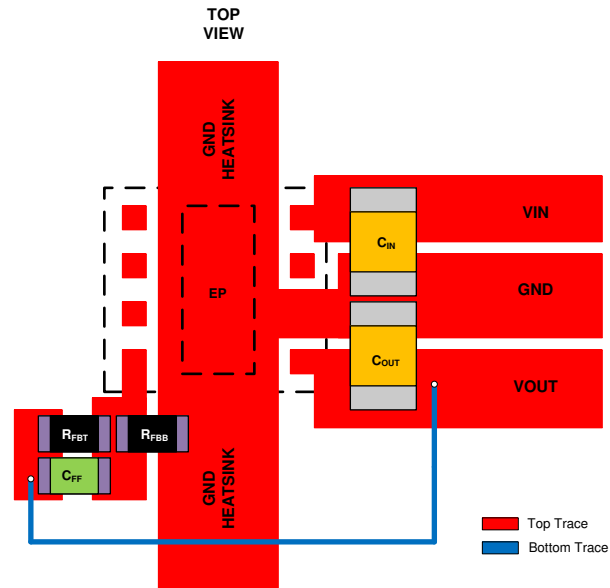 TOP
VIEW
GND
HEATSINK
VIN
CIN
EP
GND
COUT
VOUT
RFBT
RFBB
CFF
GND
HEATSINK
Top Trace
Bottom Trace